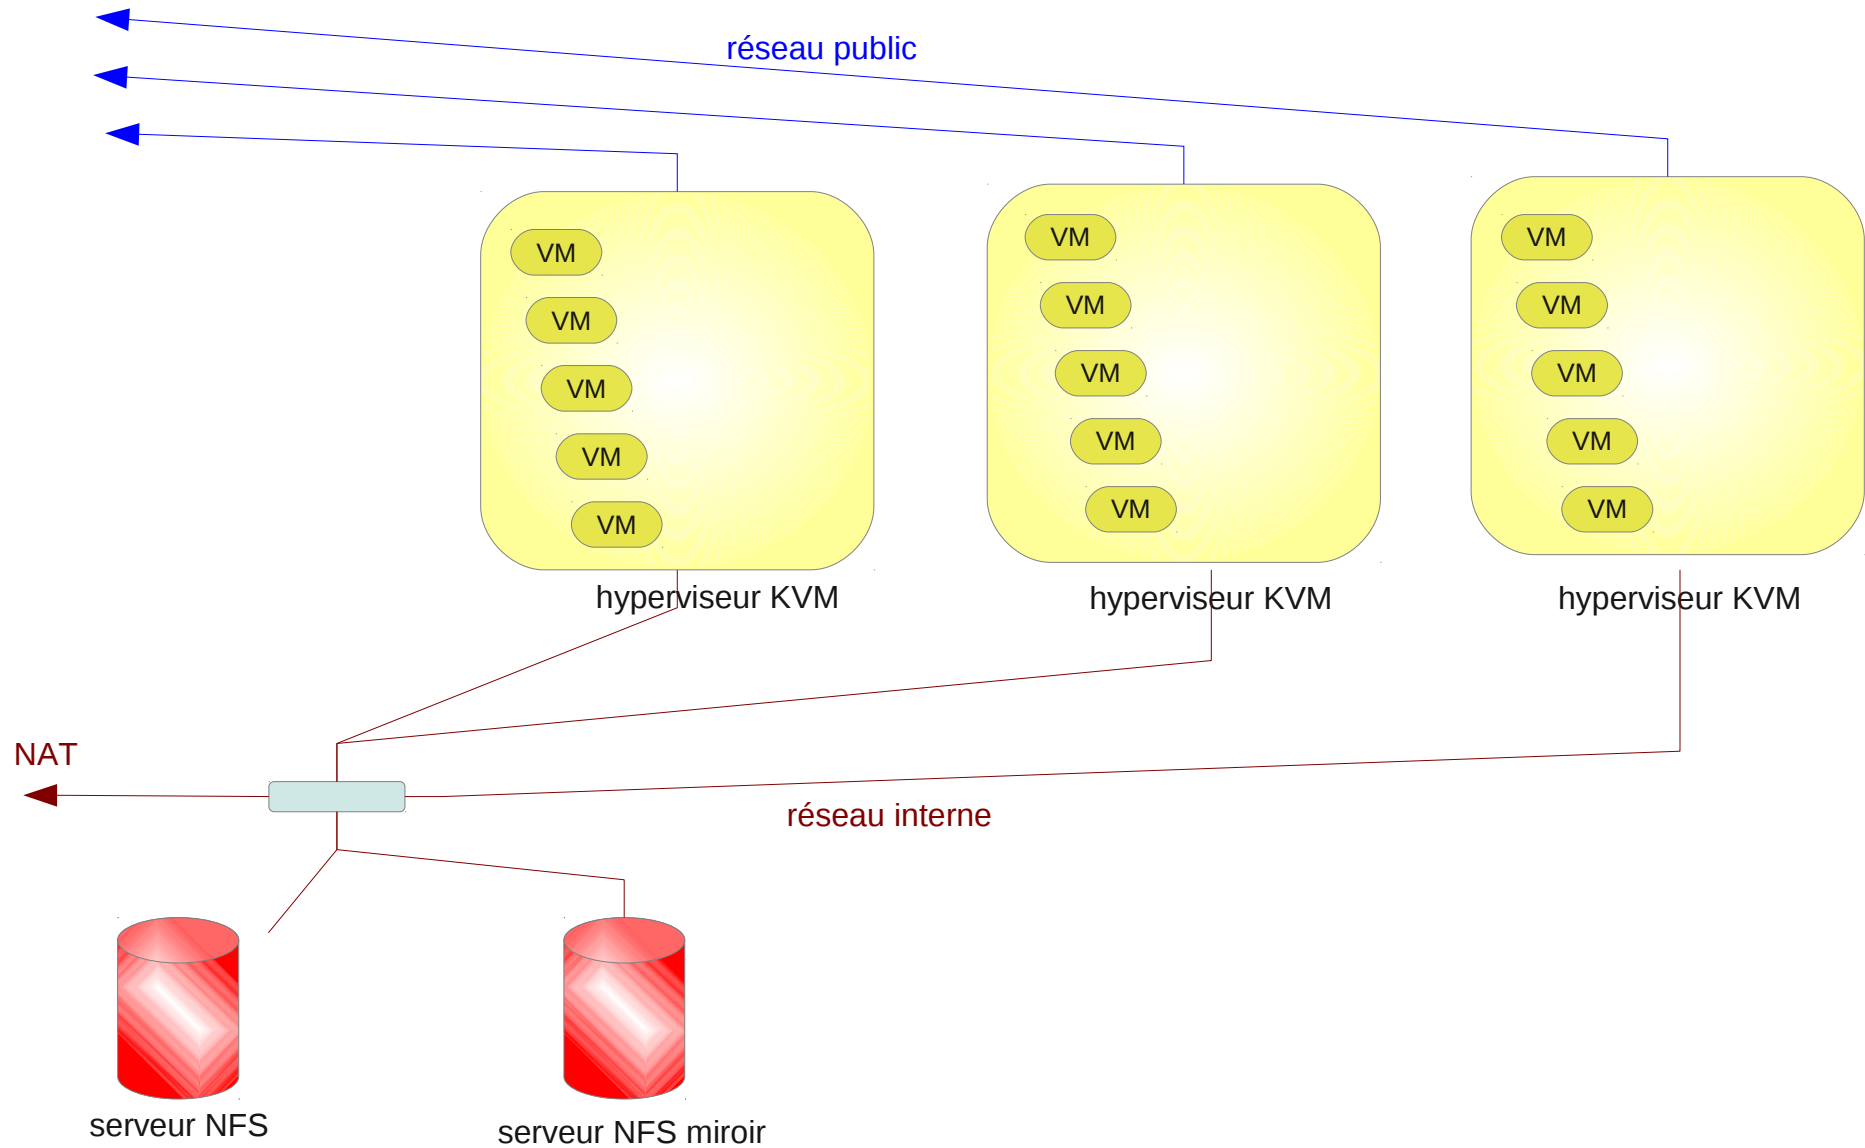 réseau public
VM
VM
VM
VM
VM
hyperviseur KVM
VM
VM
VM
VM
VM
hyperviseur KVM
VM
VM
VM
VM
VM
hyperviseur KVM
NAT
réseau interne
serveur NFS
serveur NFS miroir